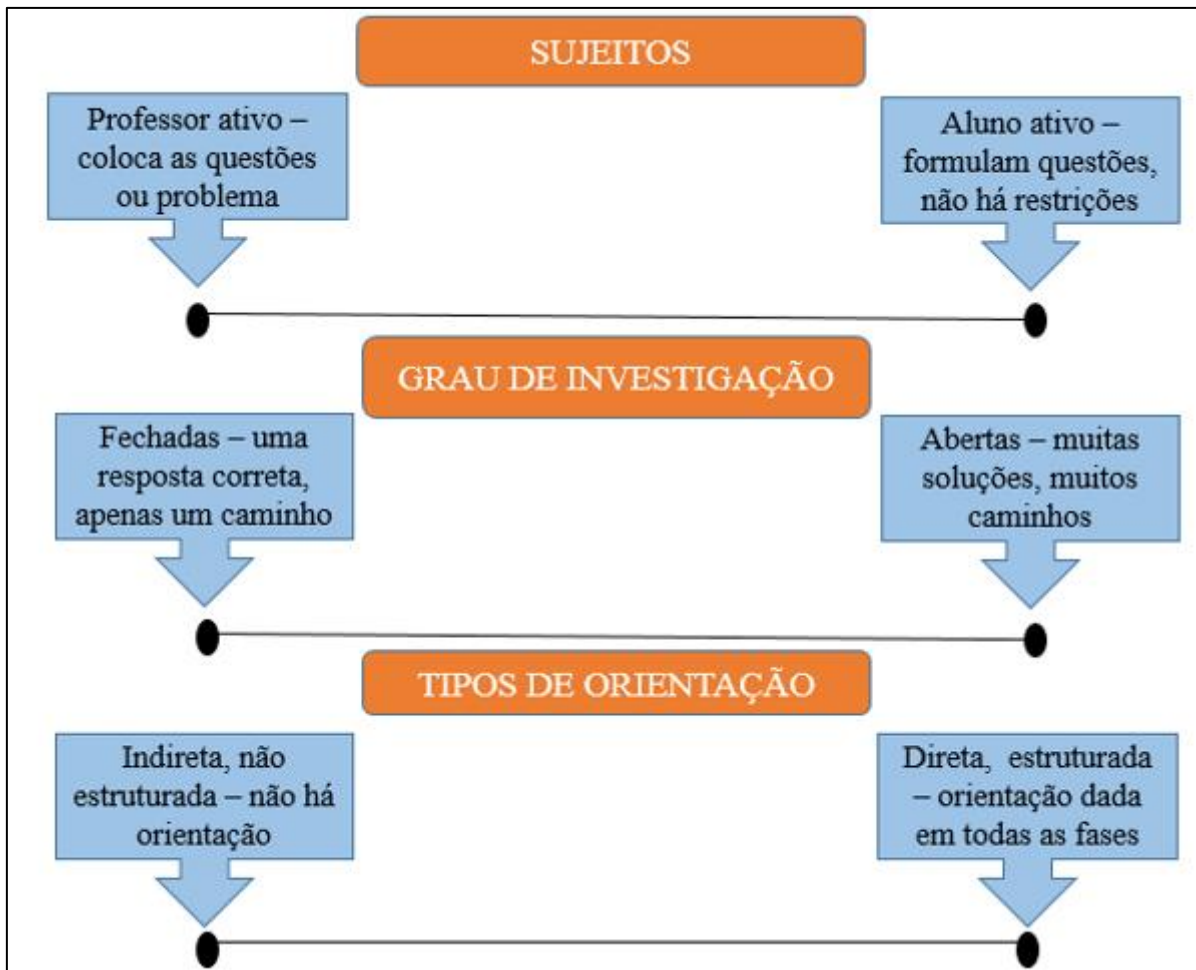 SUJEITOS
Professor ativo –
coloca as questões
ou problema
Aluno ativo –
formulam questões,
não há restrições
GRAU DE INVESTIGAÇÃO
Fechadas – uma
resposta correta,
apenas um caminho
Abertas – muitas
soluções, muitos
caminhos
TIPOS DE ORIENTAÇÃO
Indireta, não
estruturada – não há
orientação
Direta, estruturada
– orientação dada
em todas as fases